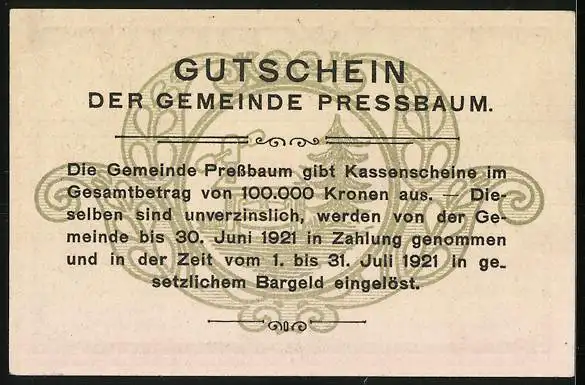 GUTSCHEIN
DER GEMEINDE PRESSBAUM.
Die Gemeinde Preßbaum gibt Kassenscheine im
Gesamtbetrag von 100.000 Kronen aus. — Die-
selben sind unverzinslich, werden von der Ge-
meinde bis 30. Juni 1921 in Zahlung genommen
und in der Zeit vom 1. bis 31. Juli 1921 in ge-
setzlichem Bargeld eingelöst.